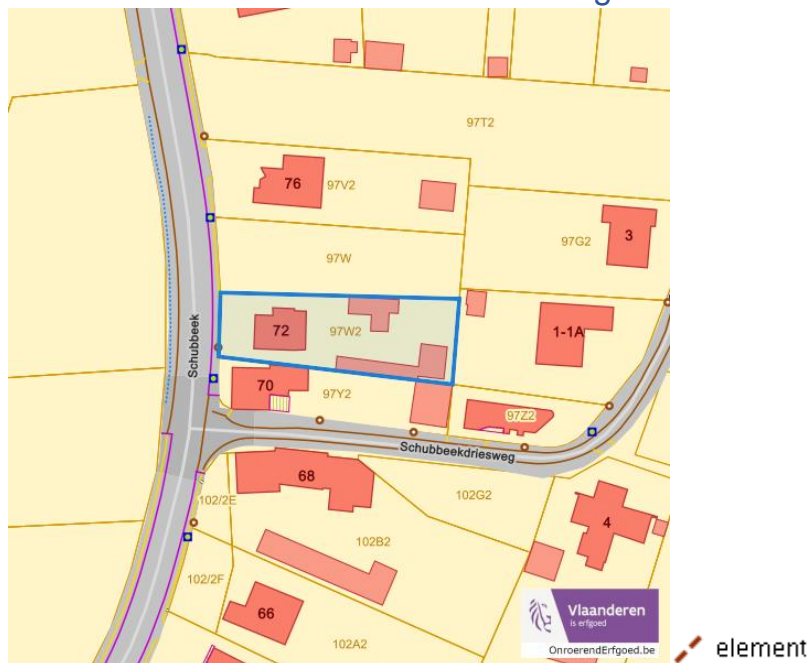 97T2
76
97V2
3
97G2
97W
72
97W2
1-1A
Schubbeek
70
97Y2
97Z2
Schubbeekdriesweg
68
102/2E
102G2
4
102B2
102/2F
66
102A2
Vlaanderen
is erfgoed
OnroerendErfgoed.be
element